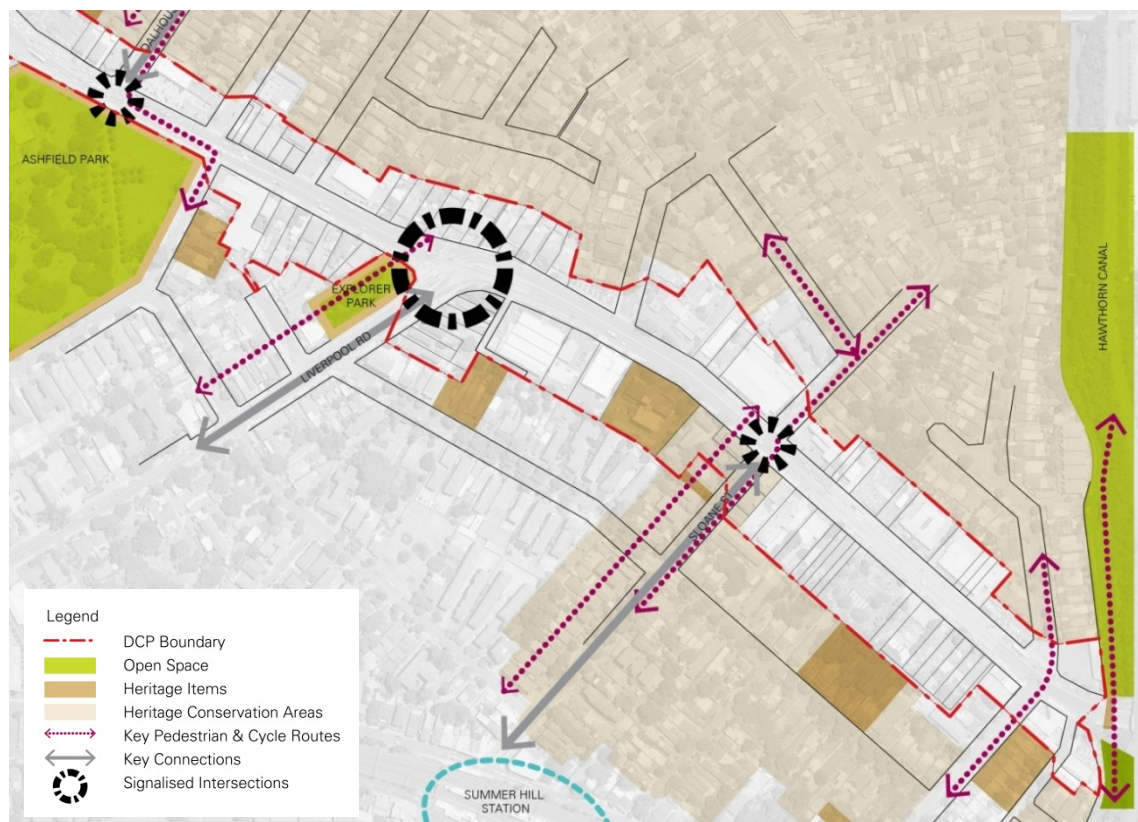 DALHOUS
ASHFIELD PARK
EXPLORER
PARK
LIVERPOOL RD
HAWTHORN CANAL
SLOANE ST
SUMMER HILL
STATION
Legend
DCP Boundary
Open Space
Heritage Items
Heritage Conservation Areas
Key Pedestrian & Cycle Routes
Key Connections
Signalised Intersections